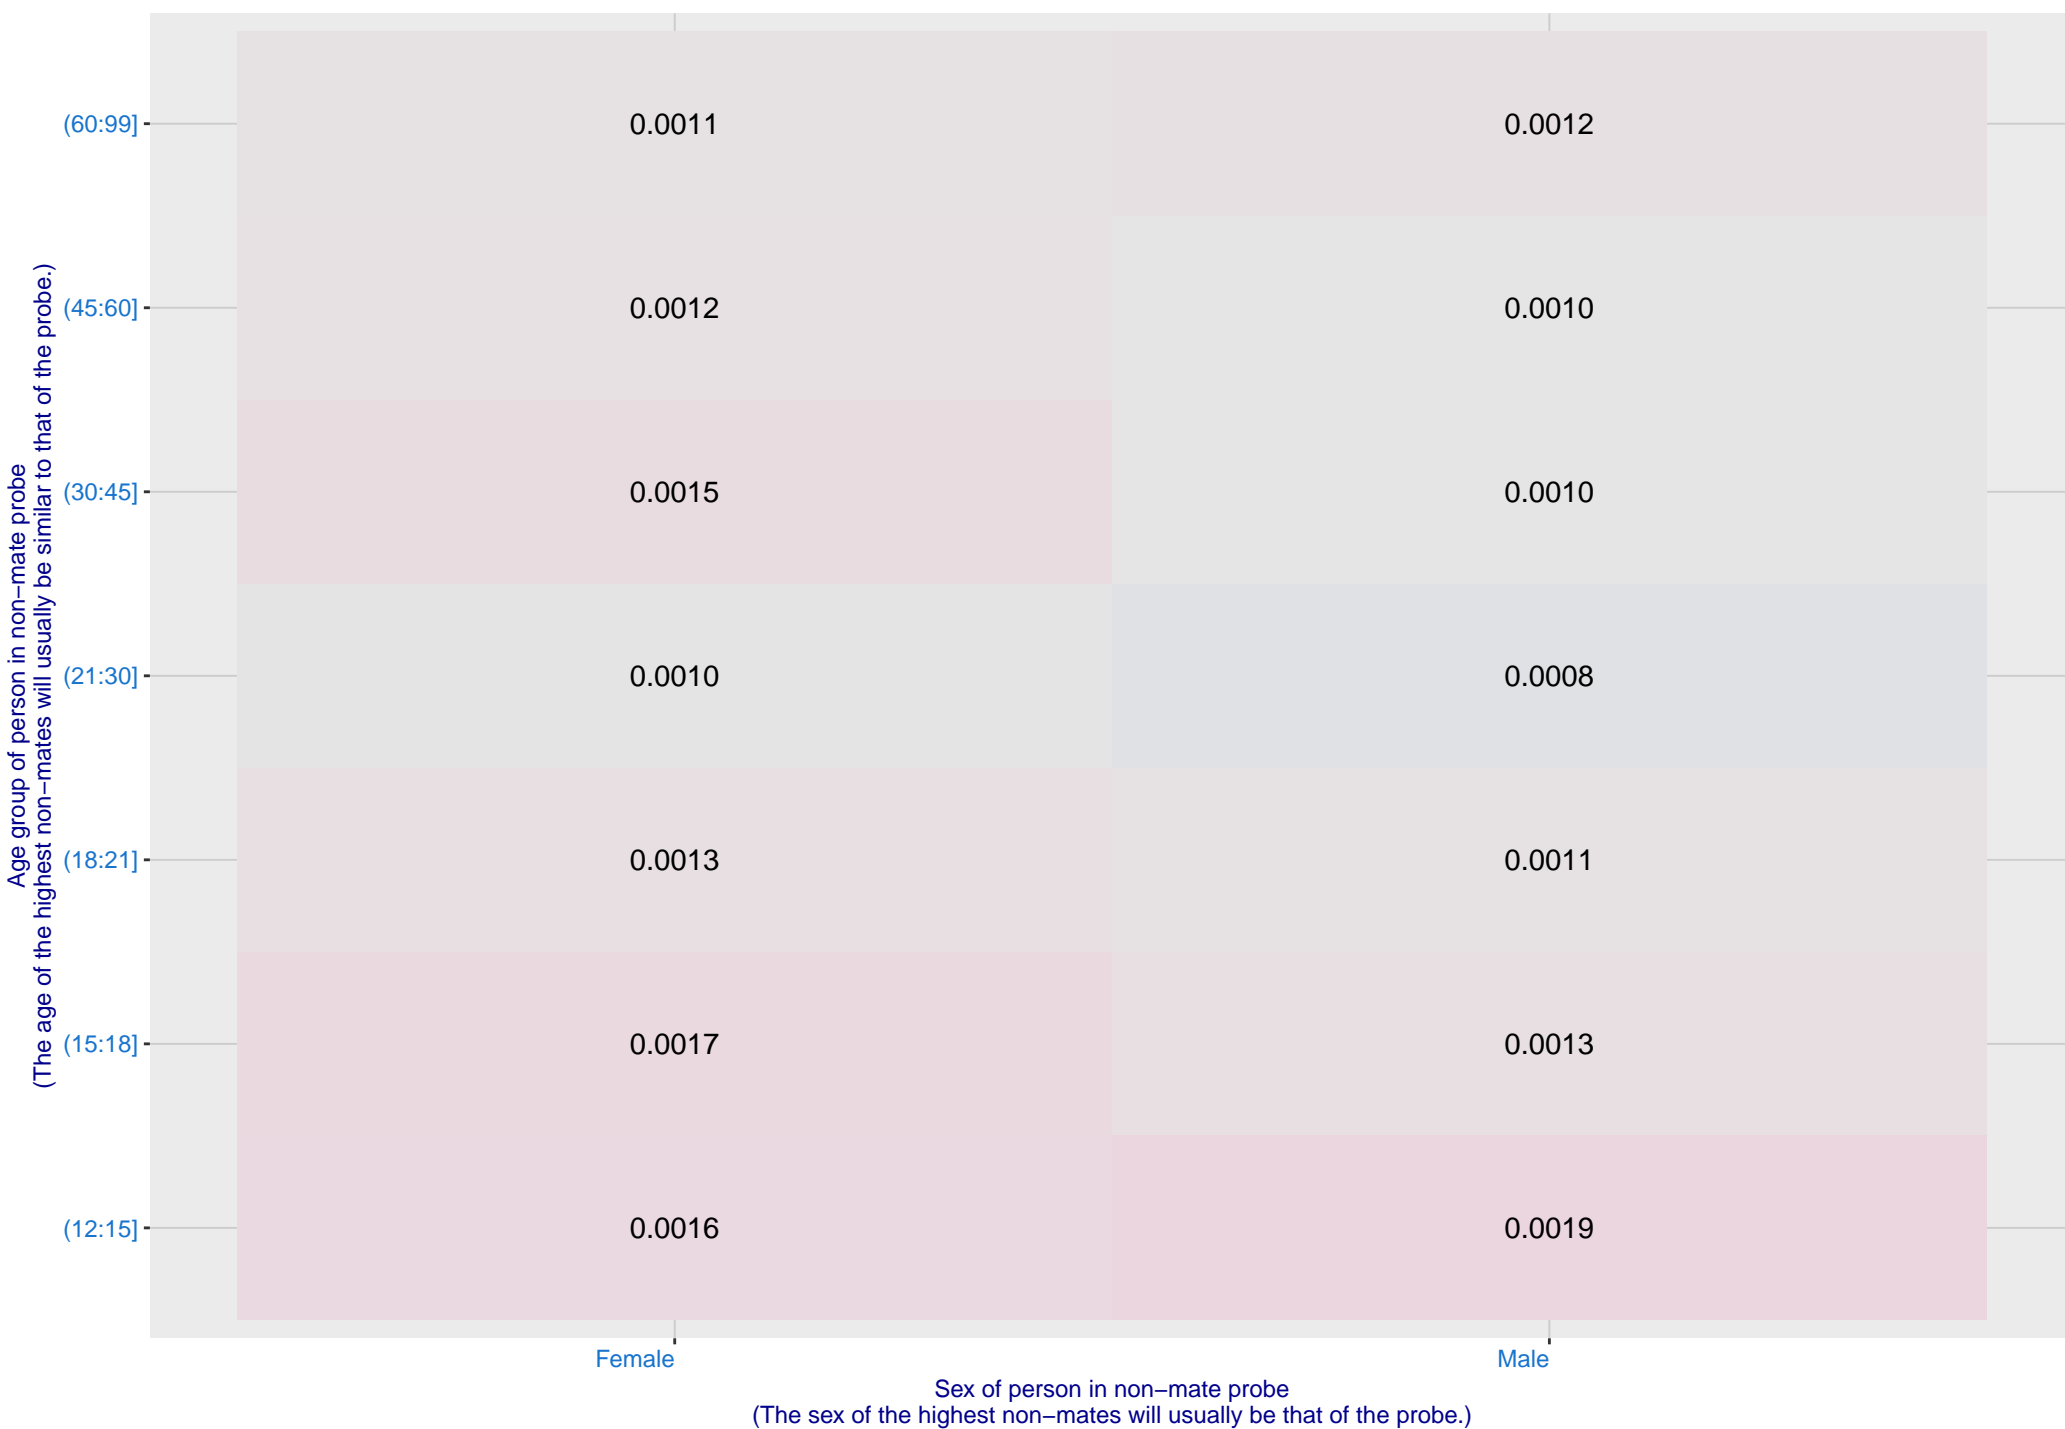 Age group of person in non−mate probe
(The age of the highest non−mates will usually be similar to that of the probe.)
(60:99] 0.0011 0.0012
(45:60] 0.0012 0.0010
(30:45] 0.0015 0.0010
(21:30] 0.0010 0.0008
(18:21] 0.0013 0.0011
(15:18] 0.0017 0.0013
(12:15] 0.0016 0.0019
Female Male
Sex of person in non−mate probe
(The sex of the highest non−mates will usually be that of the probe.)